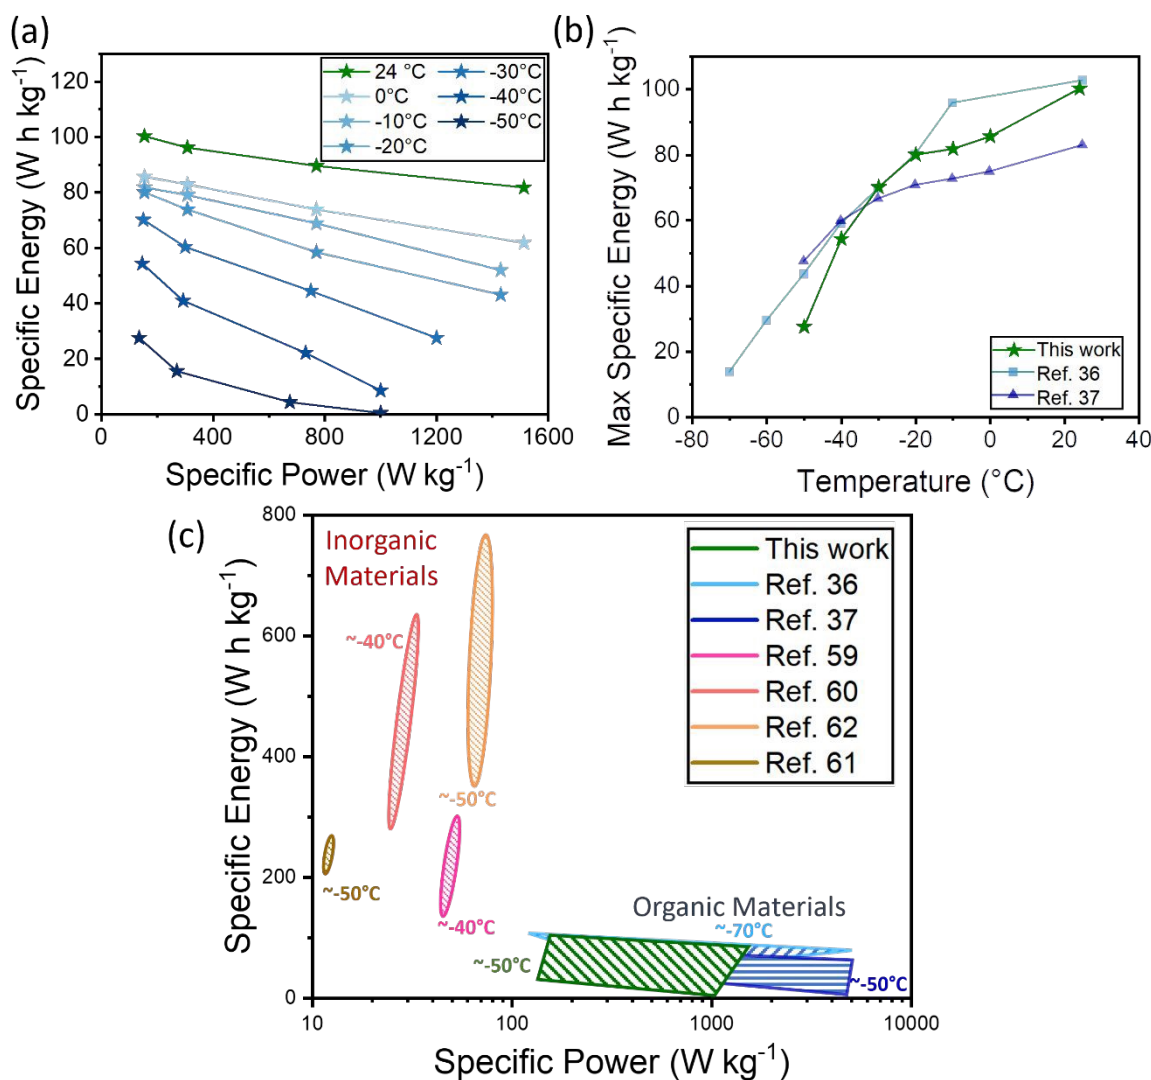 (a)
Specific Energy (W h kg-1)
120
100
80
60
40
20
0
24 °C
0°C
-10°C
-20°C
-30°C
-40°C
-50°C
0 400 800 1200 1600
Specific Power (W kg-1)
(b)
Max Specific Energy (W h kg-1)
100
80
60
40
20
0
This work
Ref. 36
Ref. 37
-80 -60 -40 -20 0 20 40
Temperature (°C)
(c)
Specific Energy (W h kg-1)
800
600
400
200
0
Inorganic
Materials
~-40°C
~-50°C
~-50°C
~-40°C
This work
Ref. 36
Ref. 37
Ref. 59
Ref. 60
Ref. 62
Ref. 61
Organic Materials
~-70°C
~-50°C
~-50°C
10 100 1000 10000
Specific Power (W kg-1)